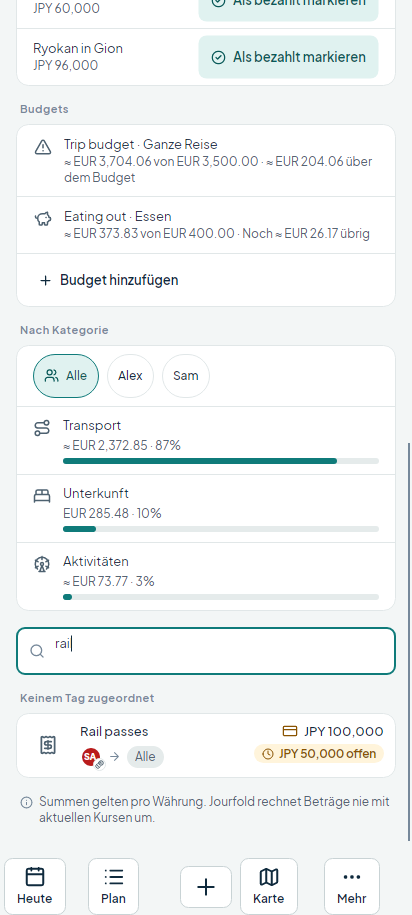 JPY 60,000
Als bezahlt markieren
Ryokan in Gion
JPY 96,000
Als bezahlt markieren
Budgets
Trip budget · Ganze Reise
≈ EUR 3,704.06 von EUR 3,500.00 · ≈ EUR 204.06 über
dem Budget
Eating out · Essen
≈ EUR 373.83 von EUR 400.00 · Noch ≈ EUR 26.17 übrig
+ Budget hinzufügen
Nach Kategorie
Alle
Alex
Sam
Transport
≈ EUR 2,372.85 · 87%
Unterkunft
EUR 285.48 · 10%
Aktivitäten
≈ EUR 73.77 · 3%
rail
Keinem Tag zugeordnet
Rail passes
JPY 100,000
SA → Alle
JPY 50,000 offen
Summen gelten pro Währung. Jourfold rechnet Beträge nie mit
aktuellen Kursen um.
Heute
Plan
+
Karte
Mehr